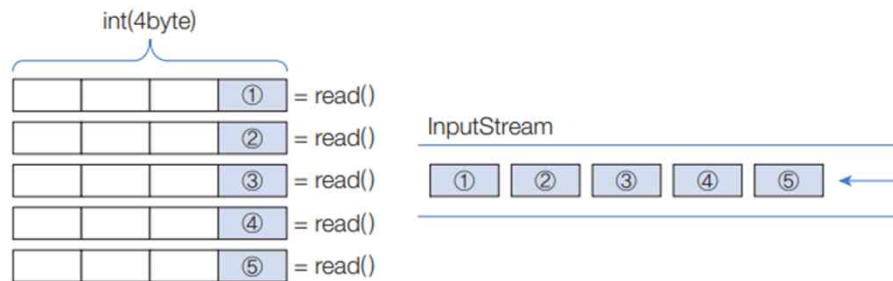 int(4byte)
① = read()
② = read()
③ = read()
④ = read()
⑤ = read()
InputStream
① ② ③ ④ ⑤